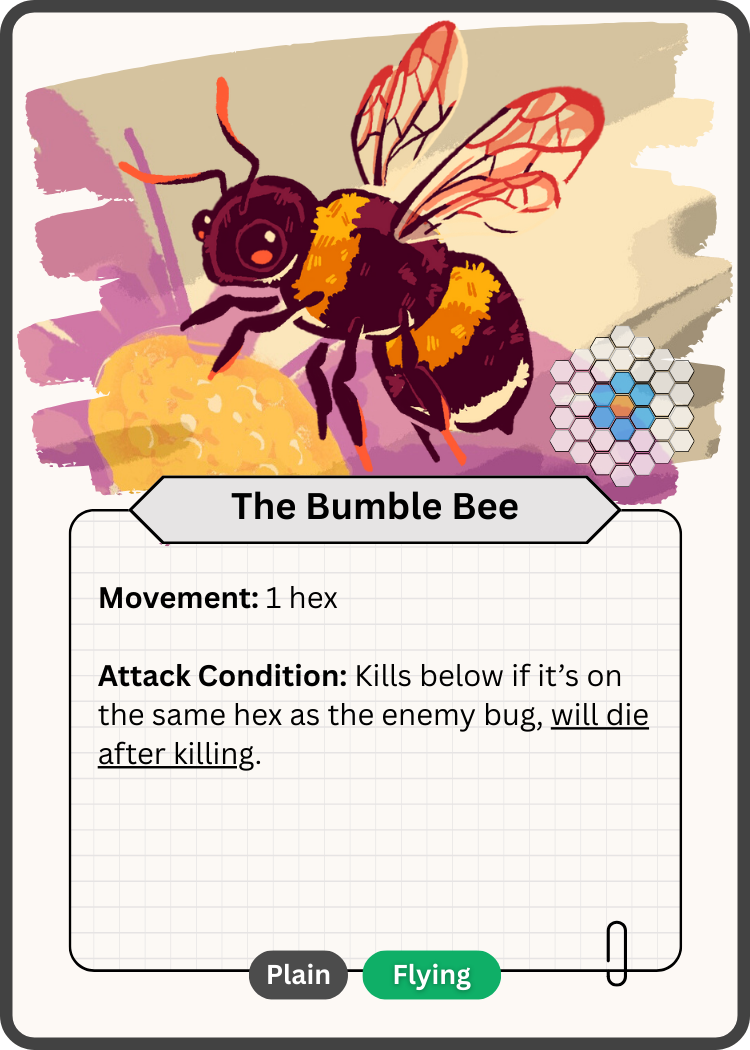 The Bumble Bee
Movement: 1 hex
Attack Condition: Kills below if it’s on
the same hex as the enemy bug, will die
after killing.
Plain
Flying